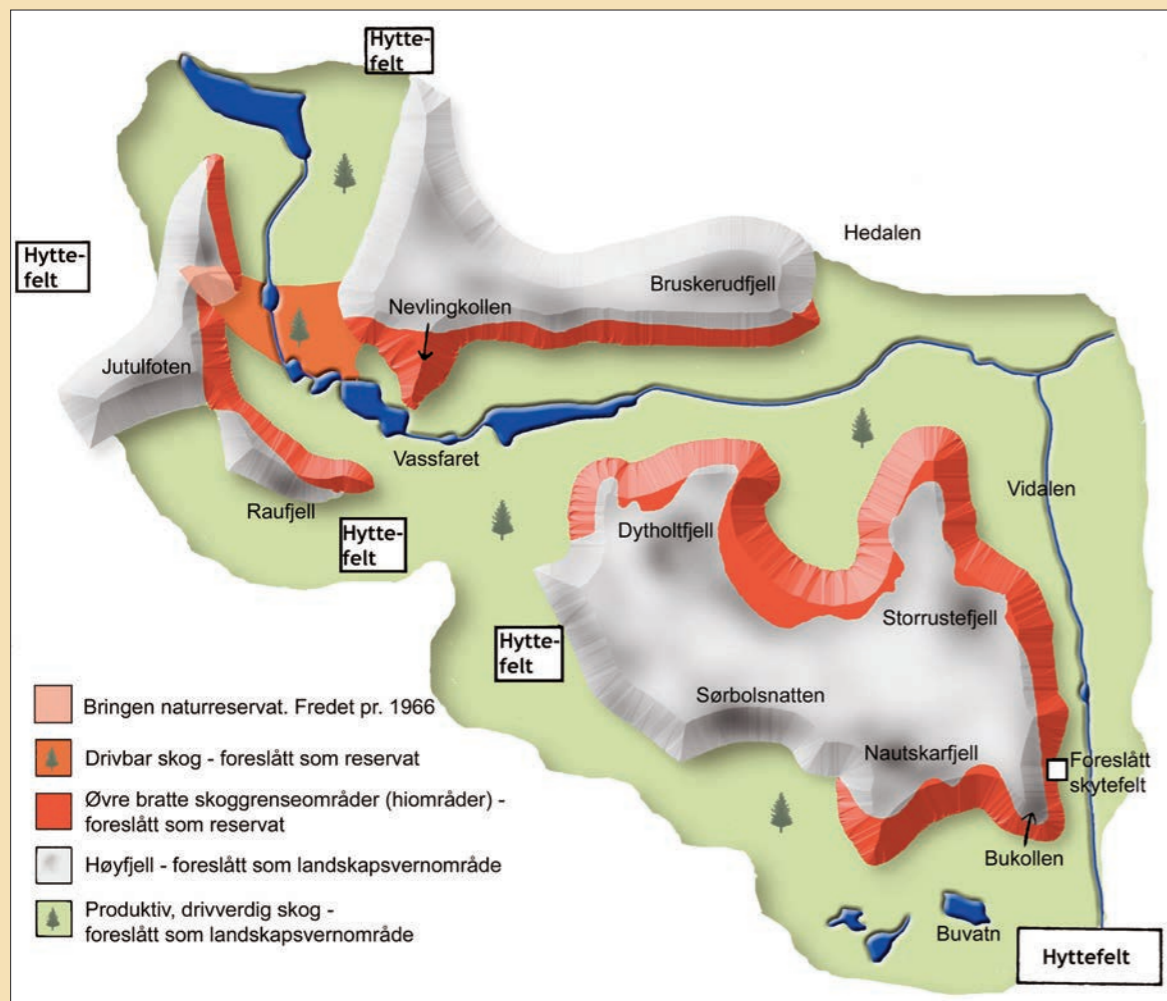 Hytte-
felt
Hytte-
felt
Hedalen
Bruskerudfjell
Nevlingkollen
Jutulfoten
Vassfaret
Raufjell
Hytte-
felt
Dytholtfjell
Vidalen
Storrustefjell
Hytte-
felt
Sørbolsnatten
Nautskarfjell
Foreslått
skytefelt
Bukollen
Buvatn
Hyttefelt
Bringen naturreservat. Fredet pr. 1966
Drivbar skog - foreslått som reservat
Øvre bratte skoggrenseområder (hiområder) -
foreslått som reservat
Høyfjell - foreslått som landskapsvernområde
Produktiv, drivverdig skog -
foreslått som landskapsvernområde